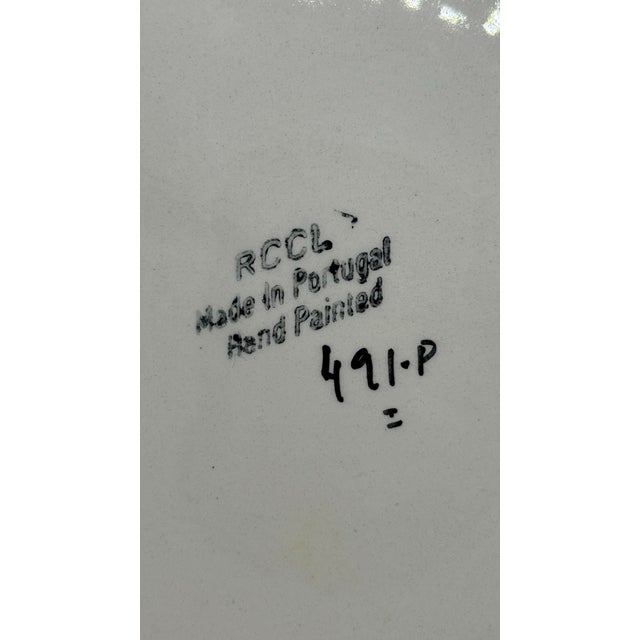 RCCL
Made In Portugal
Hand Painted
491.P